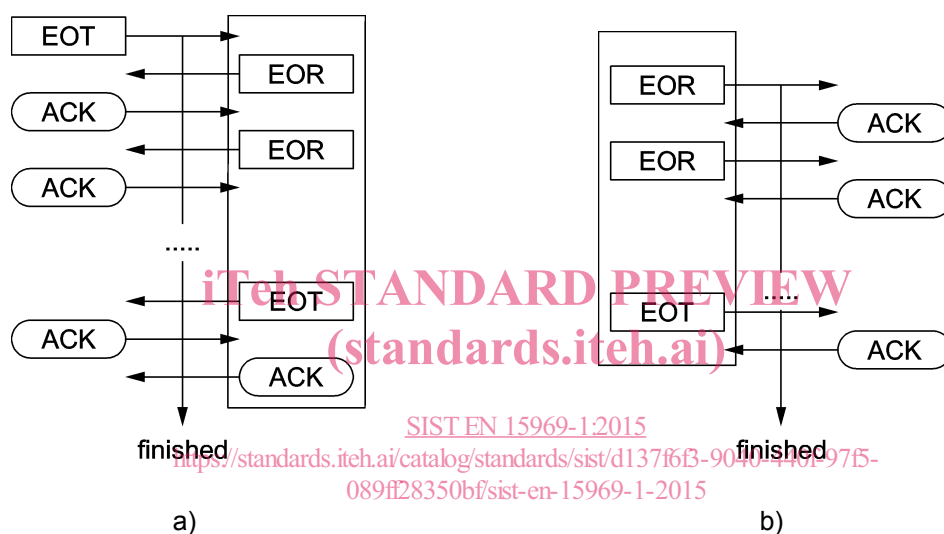 EOT
EOR
EOR
ACK
ACK
EOR
EOR
ACK
ACK
ACK
.....
iTeh STANDARD PREVIEW
.....
EOT
EOT
ACK
(standards.iteh.ai)
ACK
ACK
SIST EN 15969-1:2015
finished
finished
https://standards.iteh.ai/catalog/standards/sist/d137f6f3-9040-440f-97f5-
089ff28350bf/sist-en-15969-1-2015
a)
b)